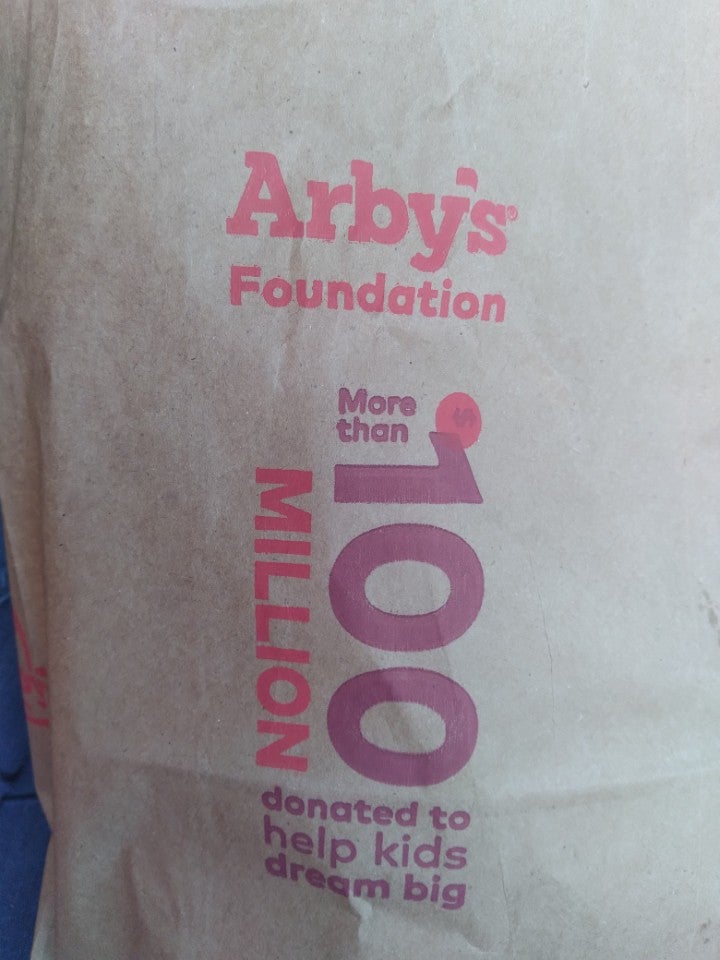 Arby's®
Foundation
More
than
$100
MILLION
donated to
help kids
dream big